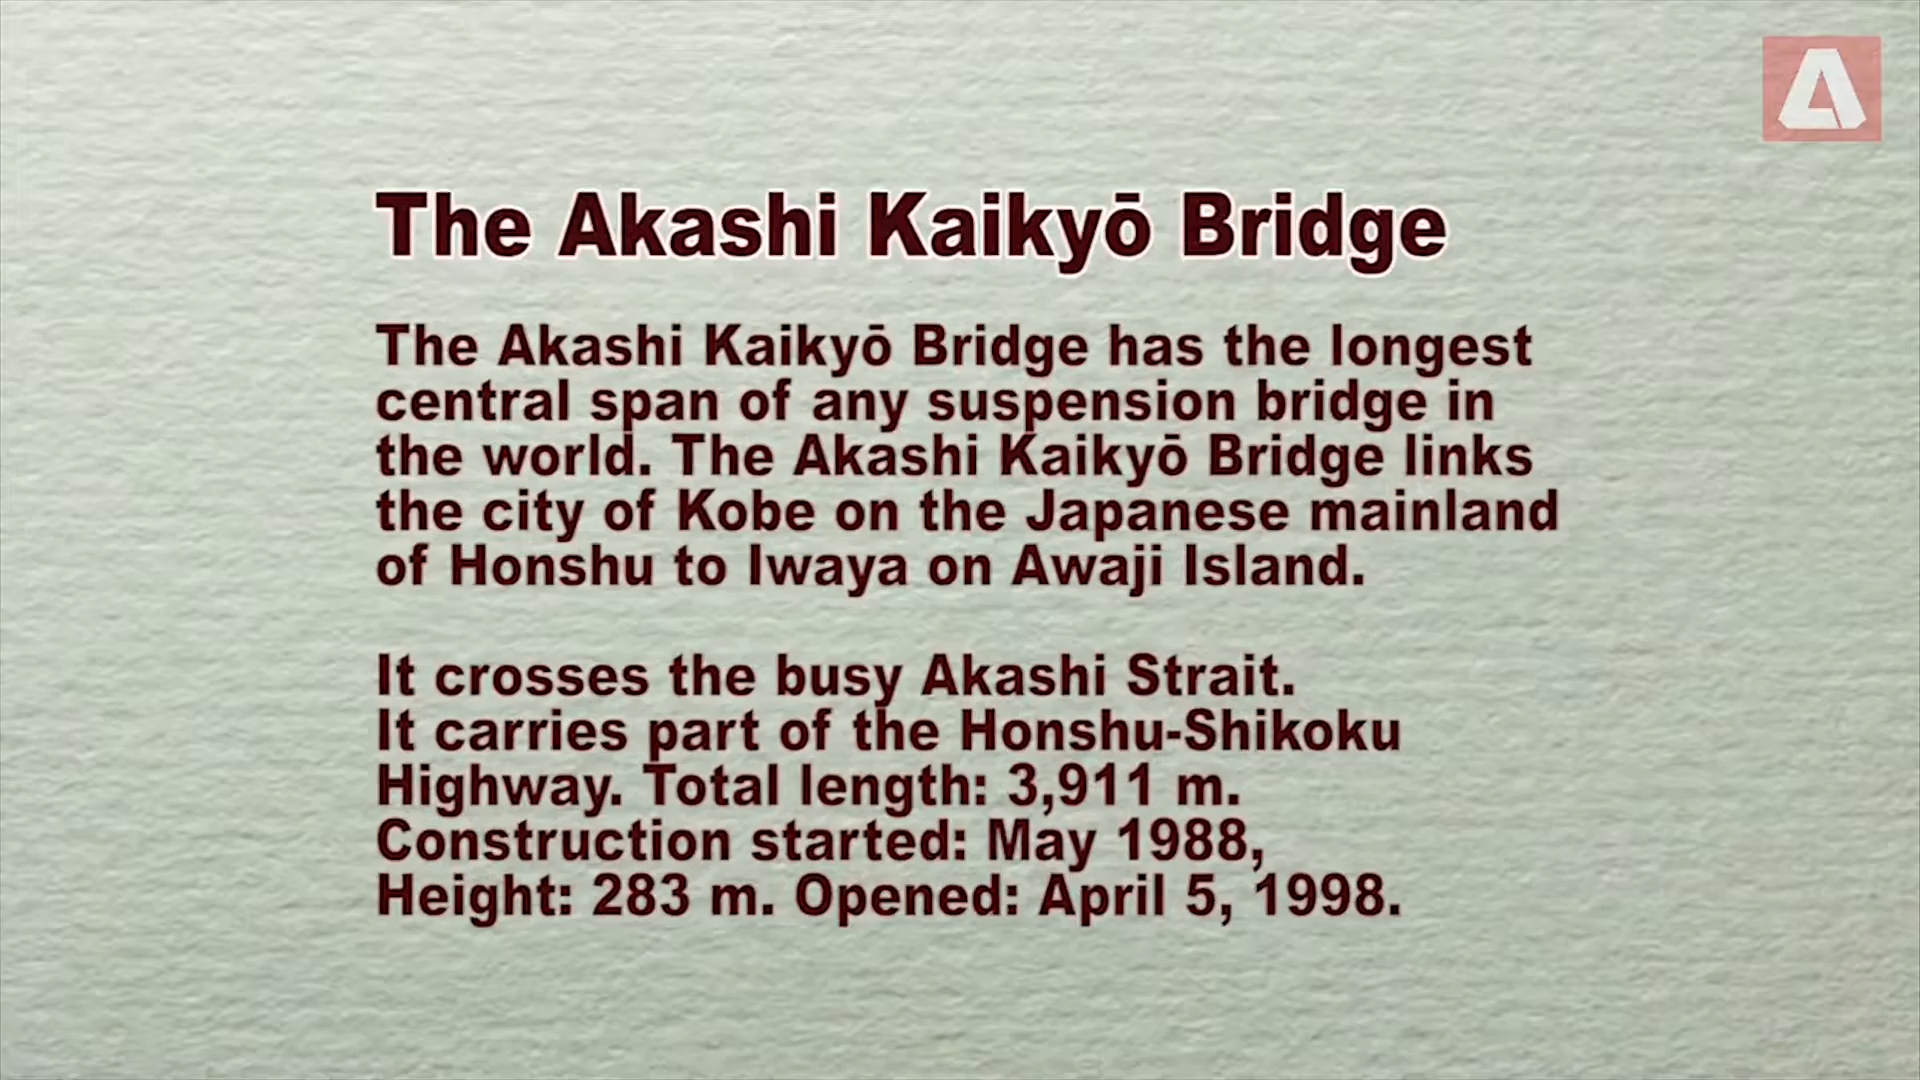 The Akashi Kaikyō Bridge
The Akashi Kaikyō Bridge has the longest
central span of any suspension bridge in
the world. The Akashi Kaikyō Bridge links
the city of Kobe on the Japanese mainland
of Honshu to Iwaya on Awaji Island.
It crosses the busy Akashi Strait.
It carries part of the Honshu-Shikoku
Highway. Total length: 3,911 m.
Construction started: May 1988,
Height: 283 m. Opened: April 5, 1998.